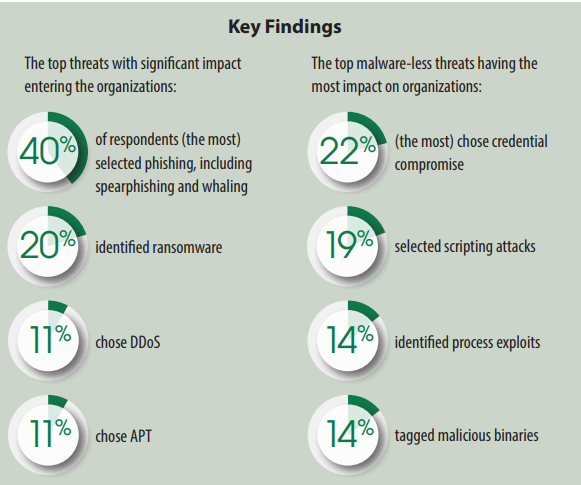 Key Findings
The top threats with significant impact
entering the organizations:
40% of respondents (the most)
selected phishing, including
spearphishing and whaling
20% identified ransomware
11% chose DDoS
11% chose APT
The top malware-less threats having the
most impact on organizations:
22% (the most) chose credential
compromise
19% selected scripting attacks
14% identified process exploits
14% tagged malicious binaries